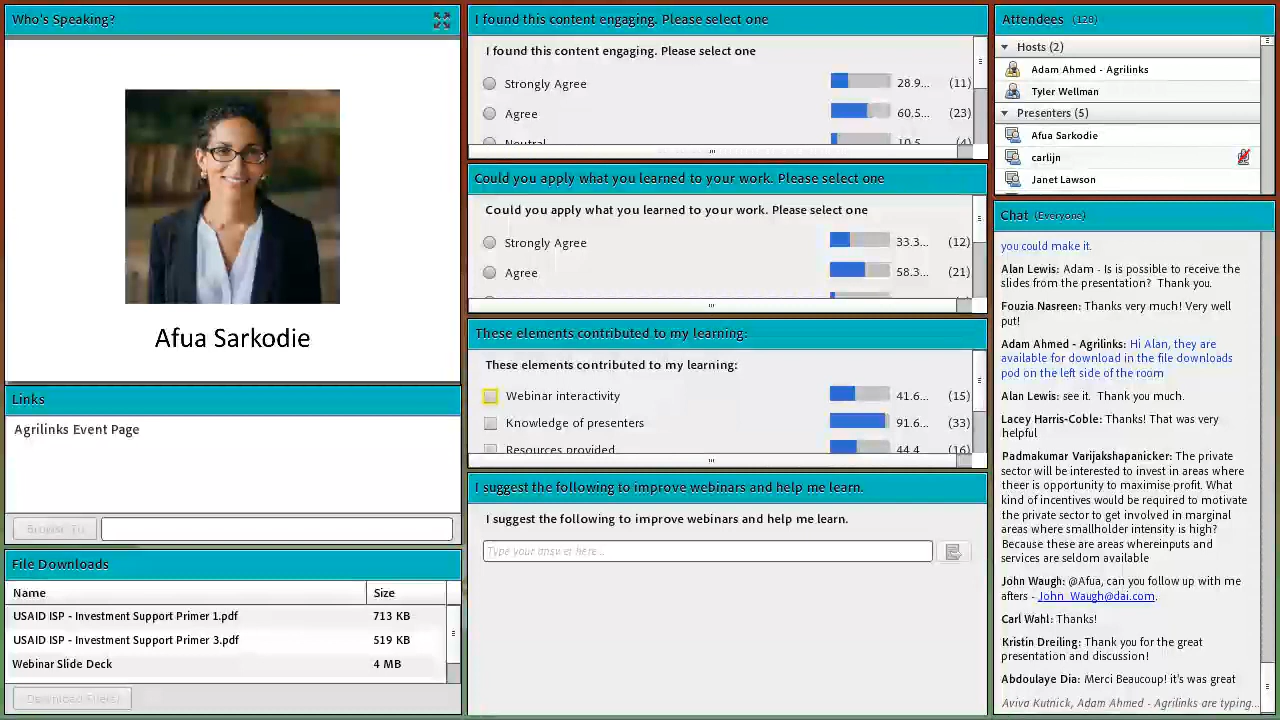 Who's Speaking?
Afua Sarkodie
Links
Agrilinks Event Page
Browse To
File Downloads
Name Size
USAID ISP - Investment Support Primer 1.pdf 713 KB
USAID ISP - Investment Support Primer 3.pdf 519 KB
Webinar Slide Deck 4 MB
Download File(s)
I found this content engaging. Please select one
I found this content engaging. Please select one
Strongly Agree 28.9... (11)
Agree 60.5... (23)
Neutral 10.5... (4)
Could you apply what you learned to your work. Please select one
Could you apply what you learned to your work. Please select one
Strongly Agree 33.3... (12)
Agree 58.3... (21)
These elements contributed to my learning:
These elements contributed to my learning:
Webinar interactivity 41.6... (15)
Knowledge of presenters 91.6... (33)
Resources provided 44.4... (16)
I suggest the following to improve webinars and help me learn.
I suggest the following to improve webinars and help me learn.
Type your answer here...
Attendees (128)
Hosts (2)
Adam Ahmed - Agrilinks
Tyler Wellman
Presenters (5)
Afua Sarkodie
carlijn
Janet Lawson
Chat (Everyone)
you could make it.
Alan Lewis: Adam - Is is possible to receive the
slides from the presentation? Thank you.
Fouzia Nasreen: Thanks very much! Very well
put!
Adam Ahmed - Agrilinks: Hi Alan, they are
available for download in the file downloads
pod on the left side of the room
Alan Lewis: see it. Thank you much.
Lacey Harris-Coble: Thanks! That was very
helpful
Padmakumar Varijakshapanicker: The private
sector will be interested to invest in areas where
theer is opportunity to maximise profit. What
kind of incentives would be required to motivate
the private sector to get involved in marginal
areas where smallholder intensity is high?
Because these are areas whereinputs and
services are seldom available
John Waugh: @Afua, can you follow up with me
afters - John_Waugh@dai.com.
Carl Wahl: Thanks!
Kristin Dreiling: Thank you for the great
presentation and discussion!
Abdoulaye Dia: Merci Beaucoup! it's was great
Aviva Kutnick, Adam Ahmed - Agrilinks are typing...